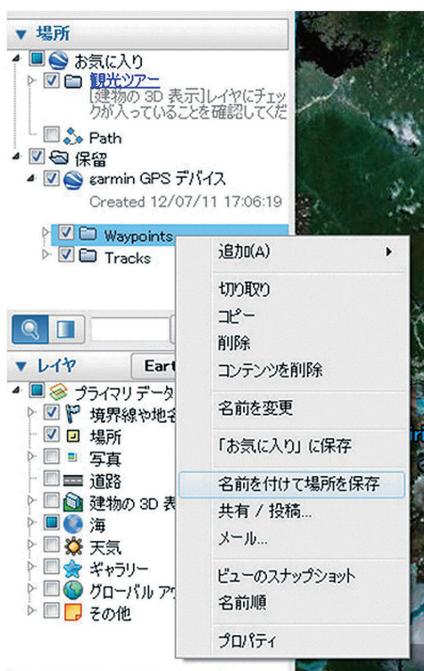 場所
お気に入り
観光ツアー
[建物の 3D 表示]レイヤにチェッ
クが入っていることを確認してくだ
Path
保留
garmin GPS デバイス
Created 12/07/11 17:06:19
Waypoints
Tracks
追加(A)
切り取り
コピー
削除
コンテンツを削除
名前を変更
「お気に入り」に保存
名前を付けて場所を保存
共有 / 投稿...
メール...
ビューのスナップショット
名前順
プロパティ
レイヤ
Eart
プライマリ データ
境界線や地名
場所
写真
道路
建物の 3D 表
海
天気
ギャラリー
グローバル ア
その他